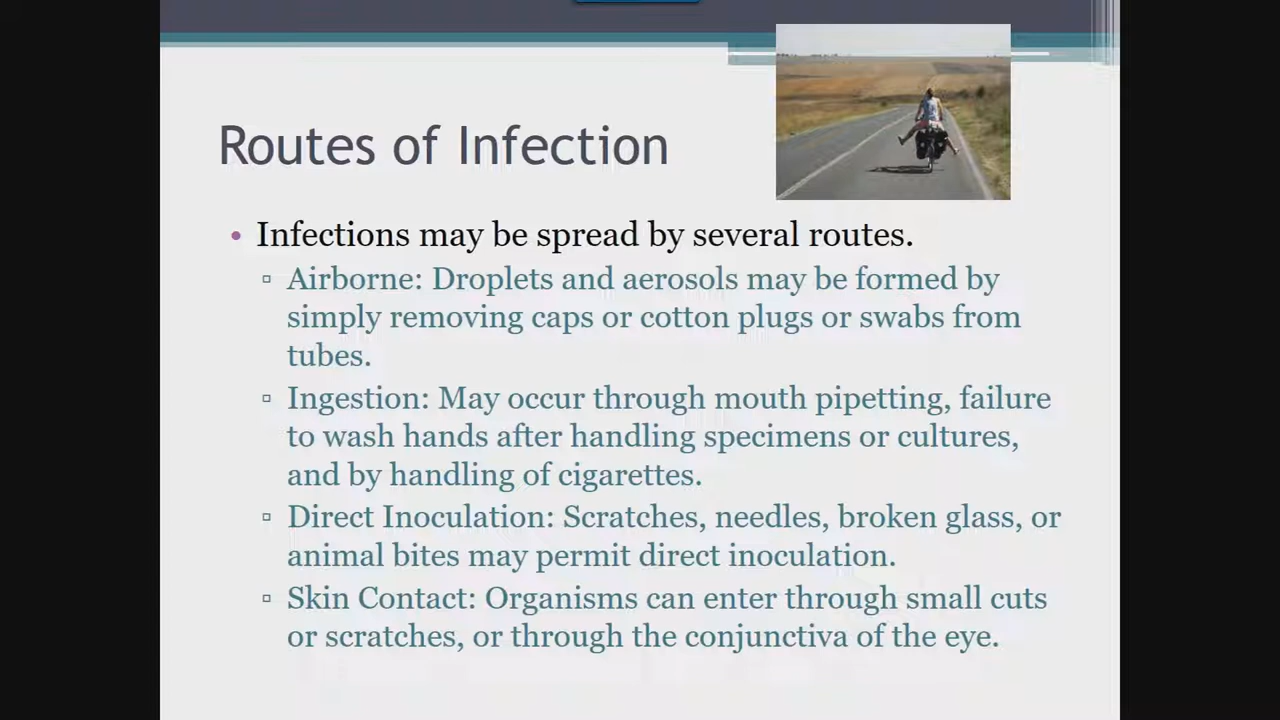 Routes of Infection
• Infections may be spread by several routes.
▫ Airborne: Droplets and aerosols may be formed by
simply removing caps or cotton plugs or swabs from
tubes.
▫ Ingestion: May occur through mouth pipetting, failure
to wash hands after handling specimens or cultures,
and by handling of cigarettes.
▫ Direct Inoculation: Scratches, needles, broken glass, or
animal bites may permit direct inoculation.
▫ Skin Contact: Organisms can enter through small cuts
or scratches, or through the conjunctiva of the eye.